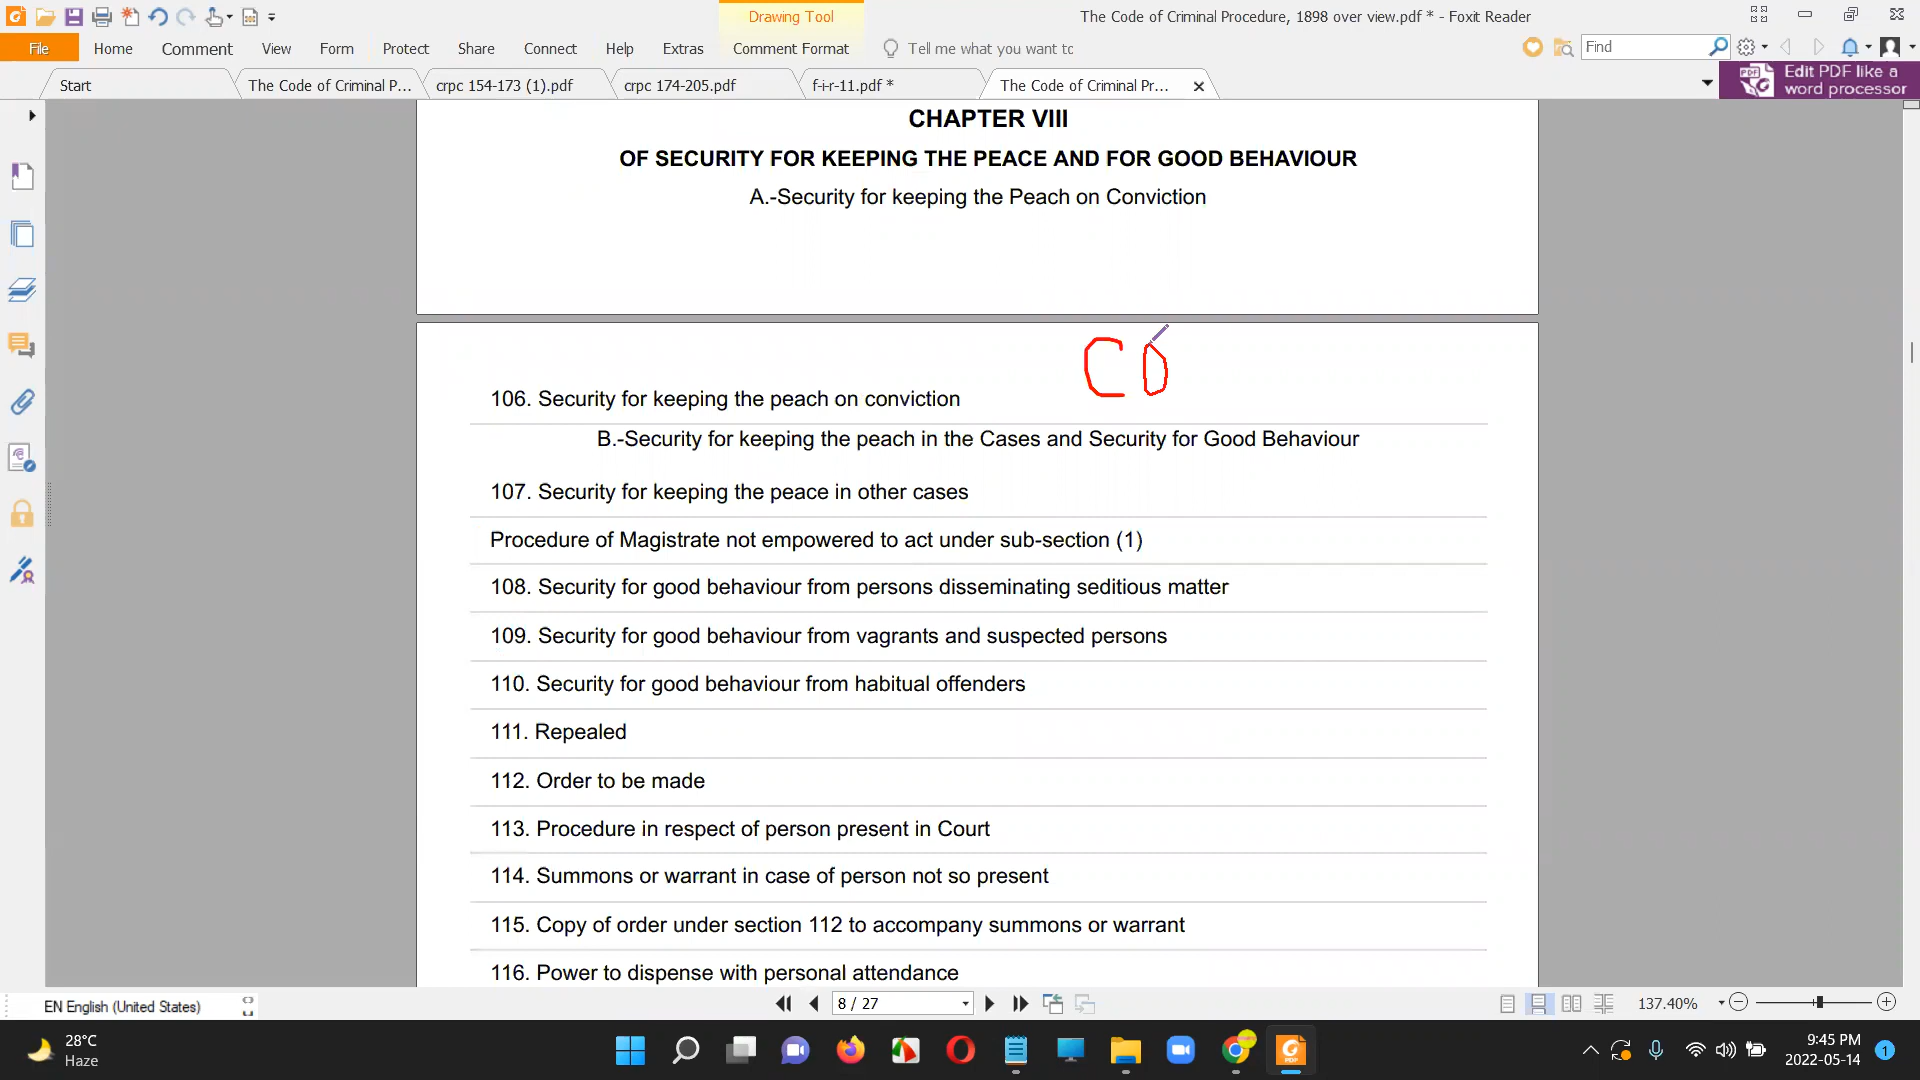 Drawing Tool
The Code of Criminal Procedure, 1898 over view.pdf * - Foxit Reader
File Home Comment View Form Protect Share Connect Help Extras Comment Format Tell me what you want to Find
Start The Code of Criminal P... crpc 154-173 (1).pdf crpc 174-205.pdf f-i-r-11.pdf * The Code of Criminal Pr...
Edit PDF like a
word processor
CHAPTER VIII
OF SECURITY FOR KEEPING THE PEACE AND FOR GOOD BEHAVIOUR
A.-Security for keeping the Peach on Conviction
CO
106. Security for keeping the peach on conviction
B.-Security for keeping the peach in the Cases and Security for Good Behaviour
107. Security for keeping the peace in other cases
Procedure of Magistrate not empowered to act under sub-section (1)
108. Security for good behaviour from persons disseminating seditious matter
109. Security for good behaviour from vagrants and suspected persons
110. Security for good behaviour from habitual offenders
111. Repealed
112. Order to be made
113. Procedure in respect of person present in Court
114. Summons or warrant in case of person not so present
115. Copy of order under section 112 to accompany summons or warrant
116. Power to dispense with personal attendance
EN English (United States)
8 / 27
137.40%
28°C
Haze
9:45 PM
2022-05-14
1